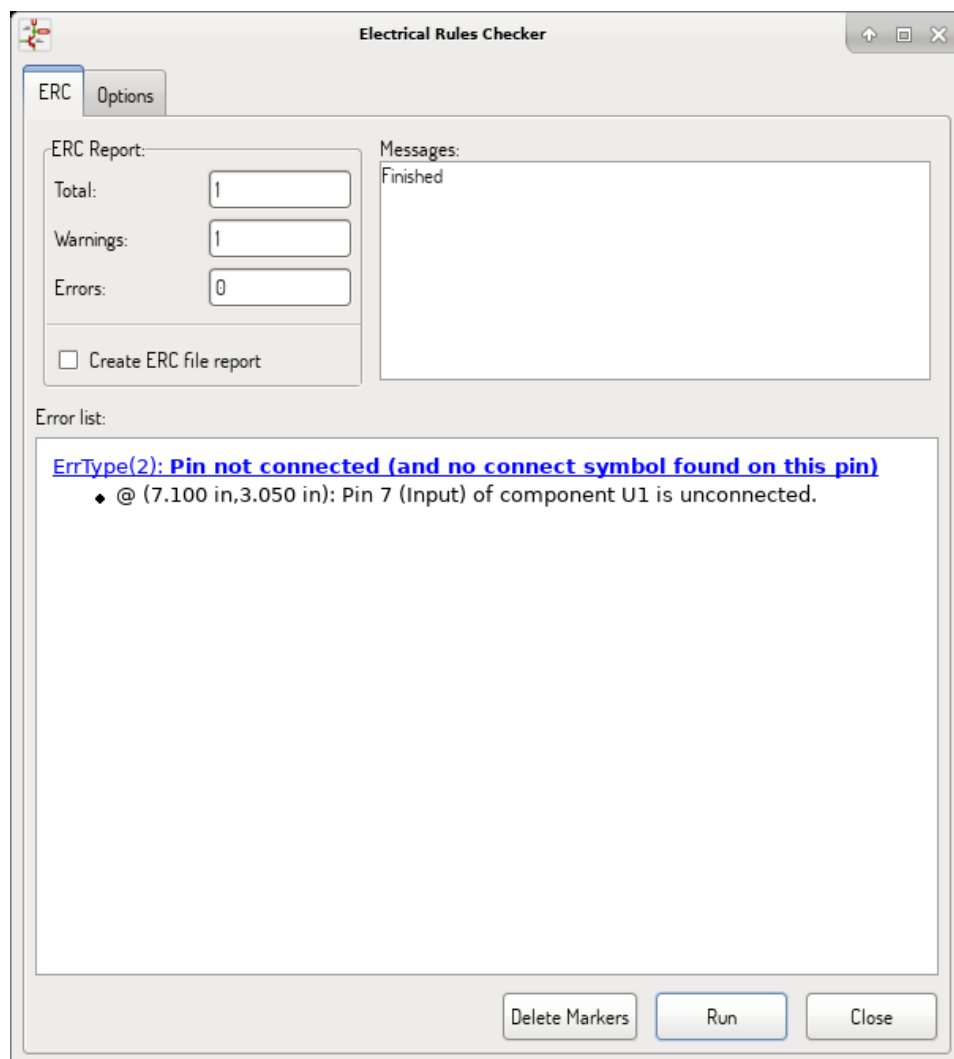 Electrical Rules Checker
ERC
Options
ERC Report:
Total:
1
Warnings:
1
Errors:
0
Create ERC file report
Messages:
Finished
Error list:
ErrType(2): Pin not connected (and no connect symbol found on this pin)
@ (7.100 in,3.050 in): Pin 7 (Input) of component U1 is unconnected.
Delete Markers
Run
Close